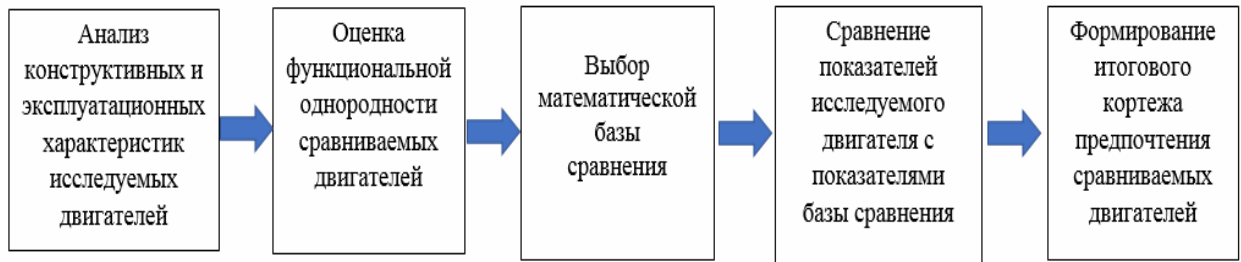 Анализ
конструктивных и
эксплуатационных
характеристик
исследуемых
двигателей
Оценка
функциональной
однородности
сравниваемых
двигателей
Выбор
математической
базы
сравнения
Сравнение
показателей
исследуемого
двигателя с
показателями
базы сравнения
Формирование
итогового
кортежа
предпочтения
сравниваемых
двигателей